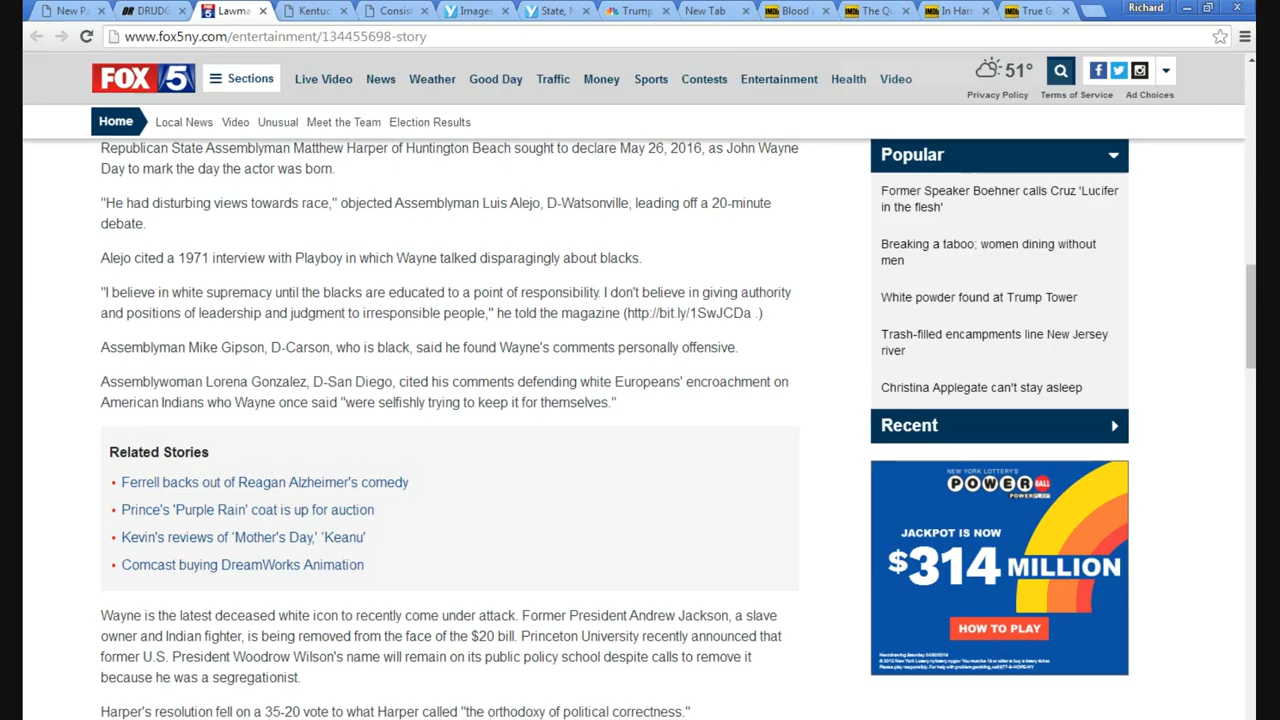 New P
DRUDG
Lawma
Kentuc
Consist
Images
State, N
Trump
New Tab
Blood
The Qu
In Har
True G
Richard
www.fox5ny.com/entertainment/134455698-story
FOX 5
Sections
Live Video News Weather Good Day Traffic Money Sports Contests Entertainment Health Video
51°
Privacy Policy Terms of Service Ad Choices
Home Local News Video Unusual Meet the Team Election Results
Republican State Assemblyman Matthew Harper of Huntington Beach sought to declare May 26, 2016, as John Wayne
Day to mark the day the actor was born.
"He had disturbing views towards race," objected Assemblyman Luis Alejo, D-Watsonville, leading off a 20-minute
debate.
Alejo cited a 1971 interview with Playboy in which Wayne talked disparagingly about blacks.
"I believe in white supremacy until the blacks are educated to a point of responsibility. I don't believe in giving authority
and positions of leadership and judgment to irresponsible people," he told the magazine (http://bit.ly/1SwJCDa .)
Assemblyman Mike Gipson, D-Carson, who is black, said he found Wayne's comments personally offensive.
Assemblywoman Lorena Gonzalez, D-San Diego, cited his comments defending white Europeans' encroachment on
American Indians who Wayne once said "were selfishly trying to keep it for themselves."
Related Stories
• Ferrell backs out of Reagan Alzheimer's comedy
• Prince's 'Purple Rain' coat is up for auction
• Kevin's reviews of 'Mother's Day,' 'Keanu'
• Comcast buying DreamWorks Animation
Wayne is the latest deceased white icon to recently come under attack. Former President Andrew Jackson, a slave
owner and Indian fighter, is being removed from the face of the $20 bill. Princeton University recently announced that
former U.S. President Woodrow Wilson's name will remain on its public policy school despite calls to remove it
because he was a segregationist.
Harper's resolution fell on a 35-20 vote to what Harper called "the orthodoxy of political correctness."
Popular
Former Speaker Boehner calls Cruz 'Lucifer
in the flesh'
Breaking a taboo; women dining without
men
White powder found at Trump Tower
Trash-filled encampments line New Jersey
river
Christina Applegate can't stay asleep
Recent
NEW YORK LOTTERY'S
POWERBALL
POWERPLAY
JACKPOT IS NOW
$314 MILLION
HOW TO PLAY